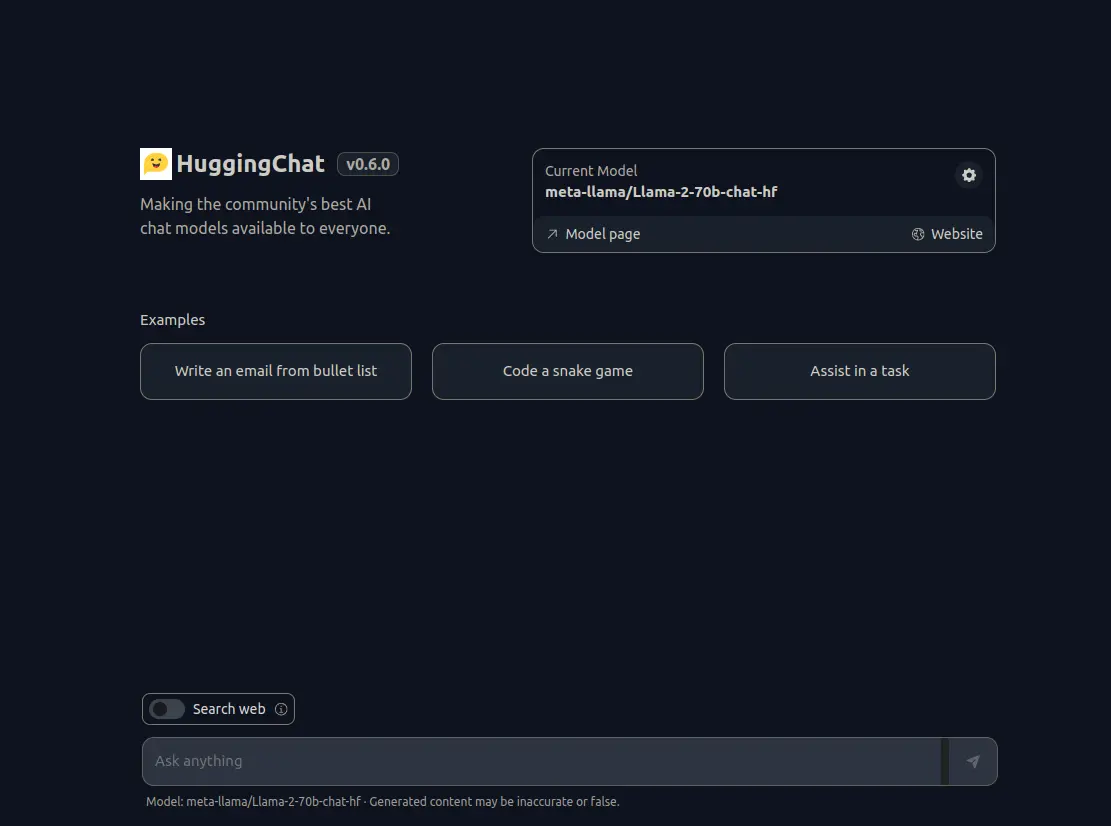 HuggingChat v0.6.0
Making the community's best AI
chat models available to everyone.
Current Model
meta-llama/Llama-2-70b-chat-hf
Model page
Website
Examples
Write an email from bullet list
Code a snake game
Assist in a task
Search web
Ask anything
Model: meta-llama/Llama-2-70b-chat-hf · Generated content may be inaccurate or false.